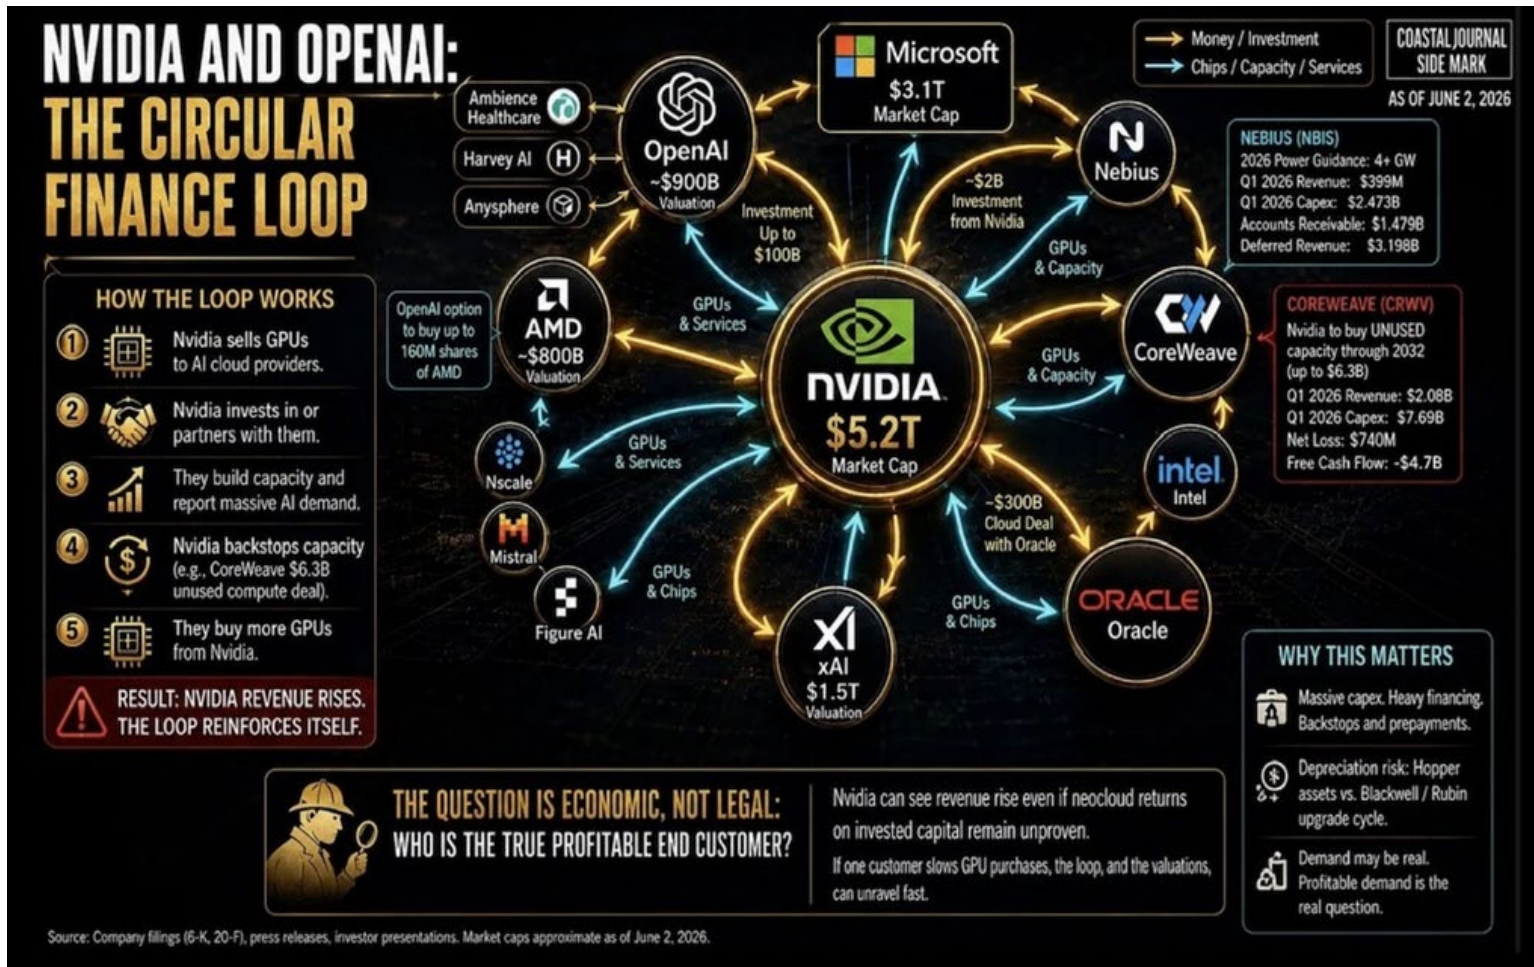 NVIDIA AND OPENAI:
THE CIRCULAR
FINANCE LOOP
Money / Investment
Chips / Capacity / Services
COASTAL JOURNAL
SIDE MARK
AS OF JUNE 2, 2026
Ambience
Healthcare
Harvey AI
H
Anysphere
OpenAI
~$900B
Valuation
Microsoft
$3.1T
Market Cap
N
Nebius
NEBIUS (NBIS)
2026 Power Guidance: 4+ GW
Q1 2026 Revenue: $399M
Q1 2026 Capex: $2.473B
Accounts Receivable: $1.479B
Deferred Revenue: $3.198B
Investment
Up to
$100B
~$2B
Investment
from Nvidia
GPUs
& Capacity
GPUs
& Services
OpenAI option
to buy up to
160M shares
of AMD
AMD
~$800B
Valuation
NVIDIA
$5.2T
Market Cap
GPUs
& Capacity
CW
CoreWeave
COREWEAVE (CRWV)
Nvidia to buy UNUSED
capacity through 2032
(up to $6.3B)
Q1 2026 Revenue: $2.08B
Q1 2026 Capex: $7.69B
Net Loss: $740M
Free Cash Flow: -$4.7B
HOW THE LOOP WORKS
1
Nvidia sells GPUs
to AI cloud providers.
2
Nvidia invests in or
partners with them.
3
They build capacity and
report massive AI demand.
4
Nvidia backstops capacity
(e.g., CoreWeave $6.3B
unused compute deal).
5
They buy more GPUs
from Nvidia.
RESULT: NVIDIA REVENUE RISES.
THE LOOP REINFORCES ITSELF.
Nscale
GPUs
& Services
M
Mistral
Figure AI
GPUs
& Chips
xAI
xAI
$1.5T
Valuation
~$300B
Cloud Deal
with Oracle
GPUs
& Chips
intel.
Intel
ORACLE
Oracle
WHY THIS MATTERS
Massive capex. Heavy financing.
Backstops and prepayments.
Depreciation risk: Hopper
assets vs. Blackwell / Rubin
upgrade cycle.
Demand may be real.
Profitable demand is the
real question.
THE QUESTION IS ECONOMIC, NOT LEGAL:
WHO IS THE TRUE PROFITABLE END CUSTOMER?
Nvidia can see revenue rise even if neocloud returns
on invested capital remain unproven.
If one customer slows GPU purchases, the loop, and the valuations,
can unravel fast.
Source: Company filings (6-K, 20-F), press releases, investor presentations. Market caps approximate as of June 2, 2026.